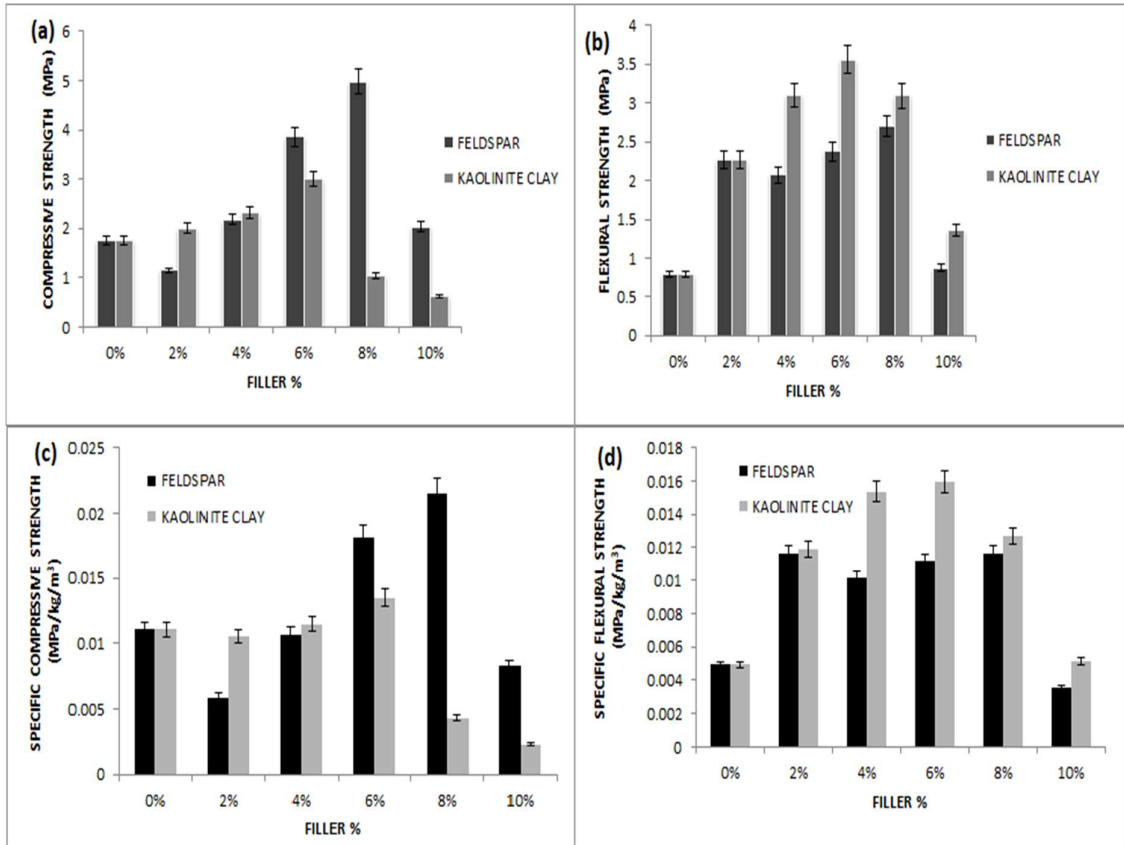 (a)
COMPRESSIVE STRENGTH (MPa)
6
5
4
3
2
1
0
FELDSPAR
KAOLINITE CLAY
0% 2% 4% 6% 8% 10%
FILLER %
(b)
FLEXURAL STRENGTH (MPa)
4
3.5
3
2.5
2
1.5
1
0.5
0
FELDSPAR
KAOLINITE CLAY
0% 2% 4% 6% 8% 10%
FILLER %
(c)
SPECIFIC COMPRESSIVE STRENGTH
(MPa/kg/m³)
0.025
0.02
0.015
0.01
0.005
0
FELDSPAR
KAOLINITE CLAY
0% 2% 4% 6% 8% 10%
FILLER %
(d)
SPECIFIC FLEXURAL STRENGTH
(MPa/kg/m³)
0.018
0.016
0.014
0.012
0.01
0.008
0.006
0.004
0.002
0
FELDSPAR
KAOLINITE CLAY
0% 2% 4% 6% 8% 10%
FILLER %